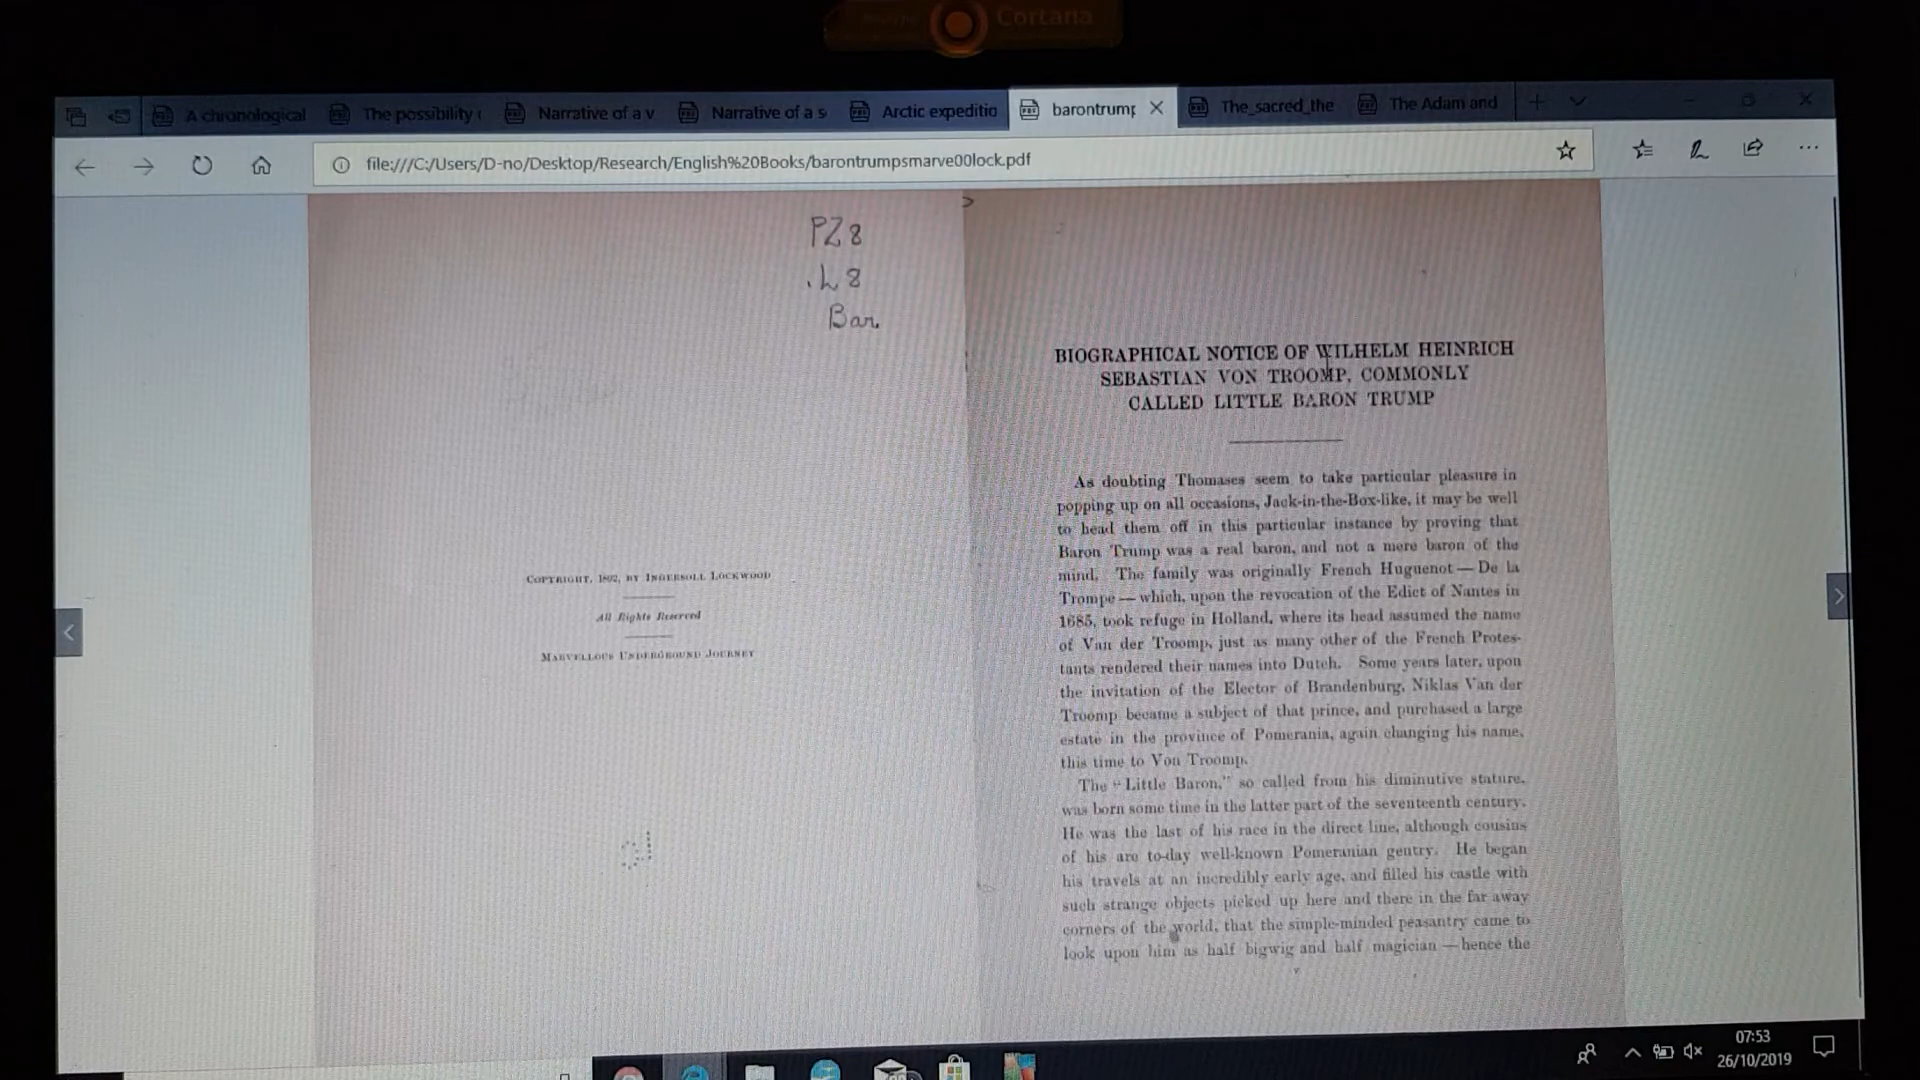 Cortana
A chronological
The possibility
Narrative of a v
Narrative of a s
Arctic expeditio
barontrump
The_sacred_the
The Adam and
file:///C:/Users/D-no/Desktop/Research/English%20Books/barontrumpsmarve00lock.pdf
PZ8
.L8
Bar.
COPYRIGHT, 1892, BY INGERSOLL LOCKWOOD
All Rights Reserved
MARVELLOUS UNDERGROUND JOURNEY
BIOGRAPHICAL NOTICE OF WILHELM HEINRICH
SEBASTIAN VON TROOMP, COMMONLY
CALLED LITTLE BARON TRUMP
As doubting Thomases seem to take particular pleasure in
popping up on all occasions, Jack-in-the-Box-like, it may be well
to head them off in this particular instance by proving that
Baron Trump was a real baron, and not a mere baron of the
mind. The family was originally French Huguenot — De la
Trompe — which, upon the revocation of the Edict of Nantes in
1685, took refuge in Holland, where its head assumed the name
of Van der Troomp, just as many other of the French Protes-
tants rendered their names into Dutch. Some years later, upon
the invitation of the Elector of Brandenburg, Niklas Van der
Troomp became a subject of that prince, and purchased a large
estate in the province of Pomerania, again changing his name,
this time to Von Troomp.
The "Little Baron," so called from his diminutive stature,
was born some time in the latter part of the seventeenth century.
He was the last of his race in the direct line, although cousins
of his are to-day well-known Pomeranian gentry. He began
his travels at an incredibly early age, and filled his castle with
such strange objects picked up here and there in the far away
corners of the world, that the simple-minded peasantry came to
look upon him as half bigwig and half magician — hence the
v
07:53
26/10/2019